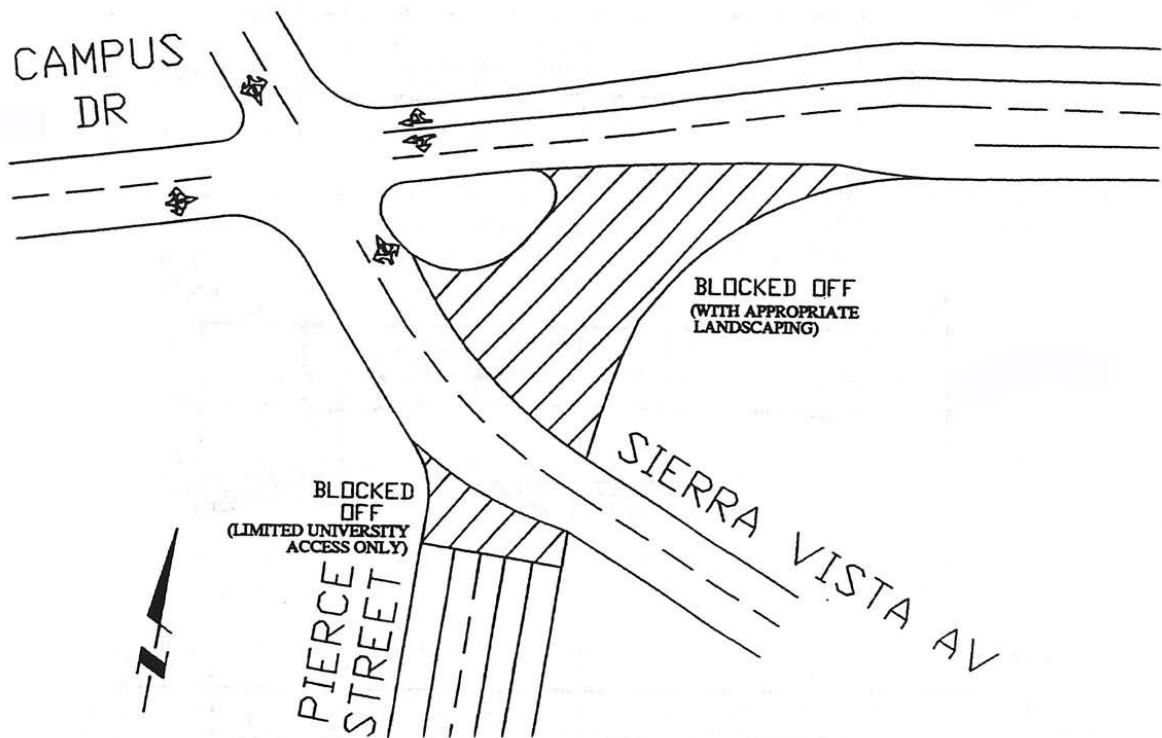 CAMPUS
DR
BLOCKED OFF
(WITH APPROPRIATE
LANDSCAPING)
SIERRA VISTA AV
BLOCKED
OFF
(LIMITED UNIVERSITY
ACCESS ONLY)
PIERCE
STREET
N